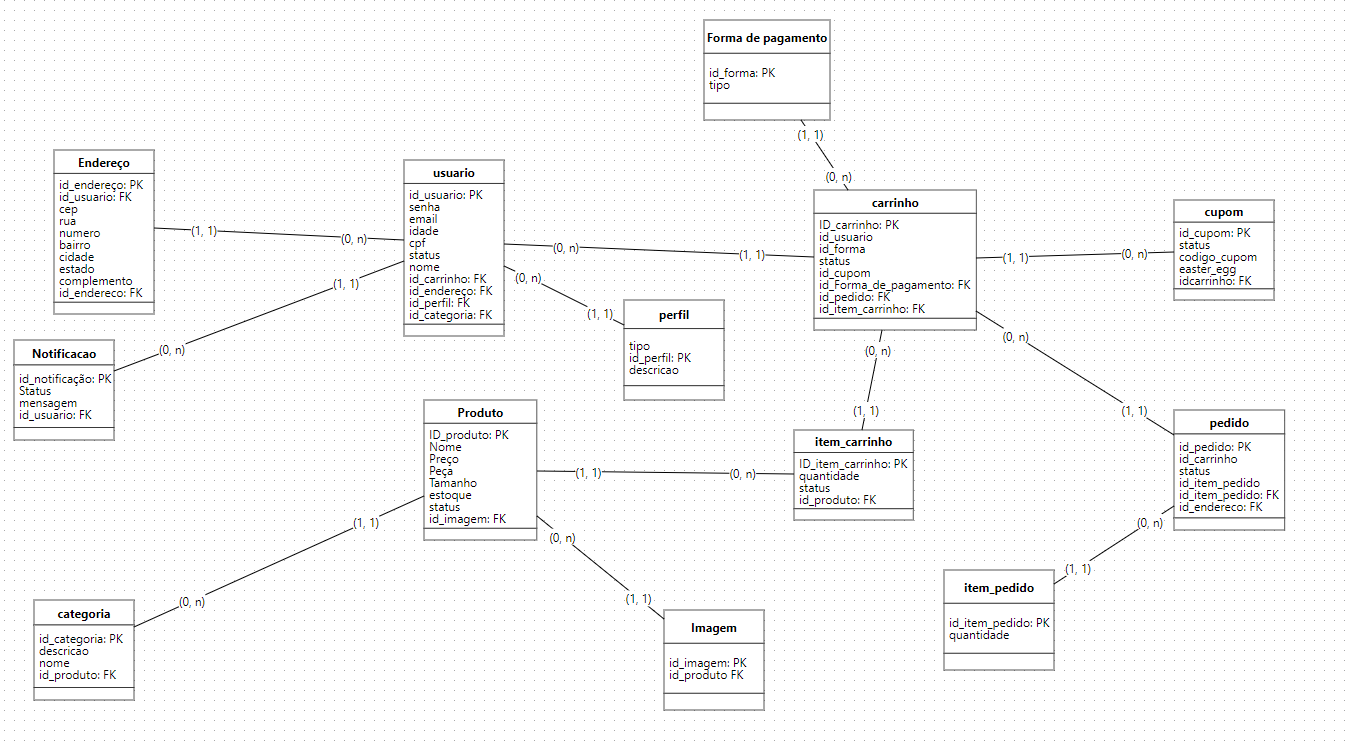 Forma de pagamento
id_forma: PK
tipo
(1, 1)
(0, n)
Endereço
id_endereço: PK
id_usuario: FK
cep
rua
numero
bairro
cidade
estado
complemento
id_endereco: FK
(1, 1)
(0, n)
usuario
id_usuario: PK
senha
email
idade
cpf
status
nome
id_carrinho: FK
id_endereço: FK
id_perfil: FK
id_categoria: FK
(0, n)
(1, 1)
carrinho
ID_carrinho: PK
id_usuario
id_forma
status
id_cupom
id_Forma_de_pagamento: FK
id_pedido: FK
id_item_carrinho: FK
(1, 1)
(0, n)
cupom
id_cupom: PK
status
codigo_cupom
easter_egg
idcarrinho: FK
(1, 1)
(0, n)
Notificacao
id_notificação: PK
Status
mensagem
id_usuario: FK
(0, n)
(1, 1)
perfil
tipo
id_perfil: PK
descricao
(0, n)
(1, 1)
(0, n)
(1, 1)
Produto
ID_produto: PK
Nome
Preço
Peça
Tamanho
estoque
status
id_imagem: FK
(1, 1)
(0, n)
item_carrinho
ID_item_carrinho: PK
quantidade
status
id_produto: FK
pedido
id_pedido: PK
id_carrinho
status
id_item_pedido
id_item_pedido: FK
id_endereco: FK
(0, n)
(1, 1)
(1, 1)
(0, n)
(0, n)
(1, 1)
categoria
id_categoria: PK
descricao
nome
id_produto: FK
Imagem
id_imagem: PK
id_produto FK
item_pedido
id_item_pedido: PK
quantidade